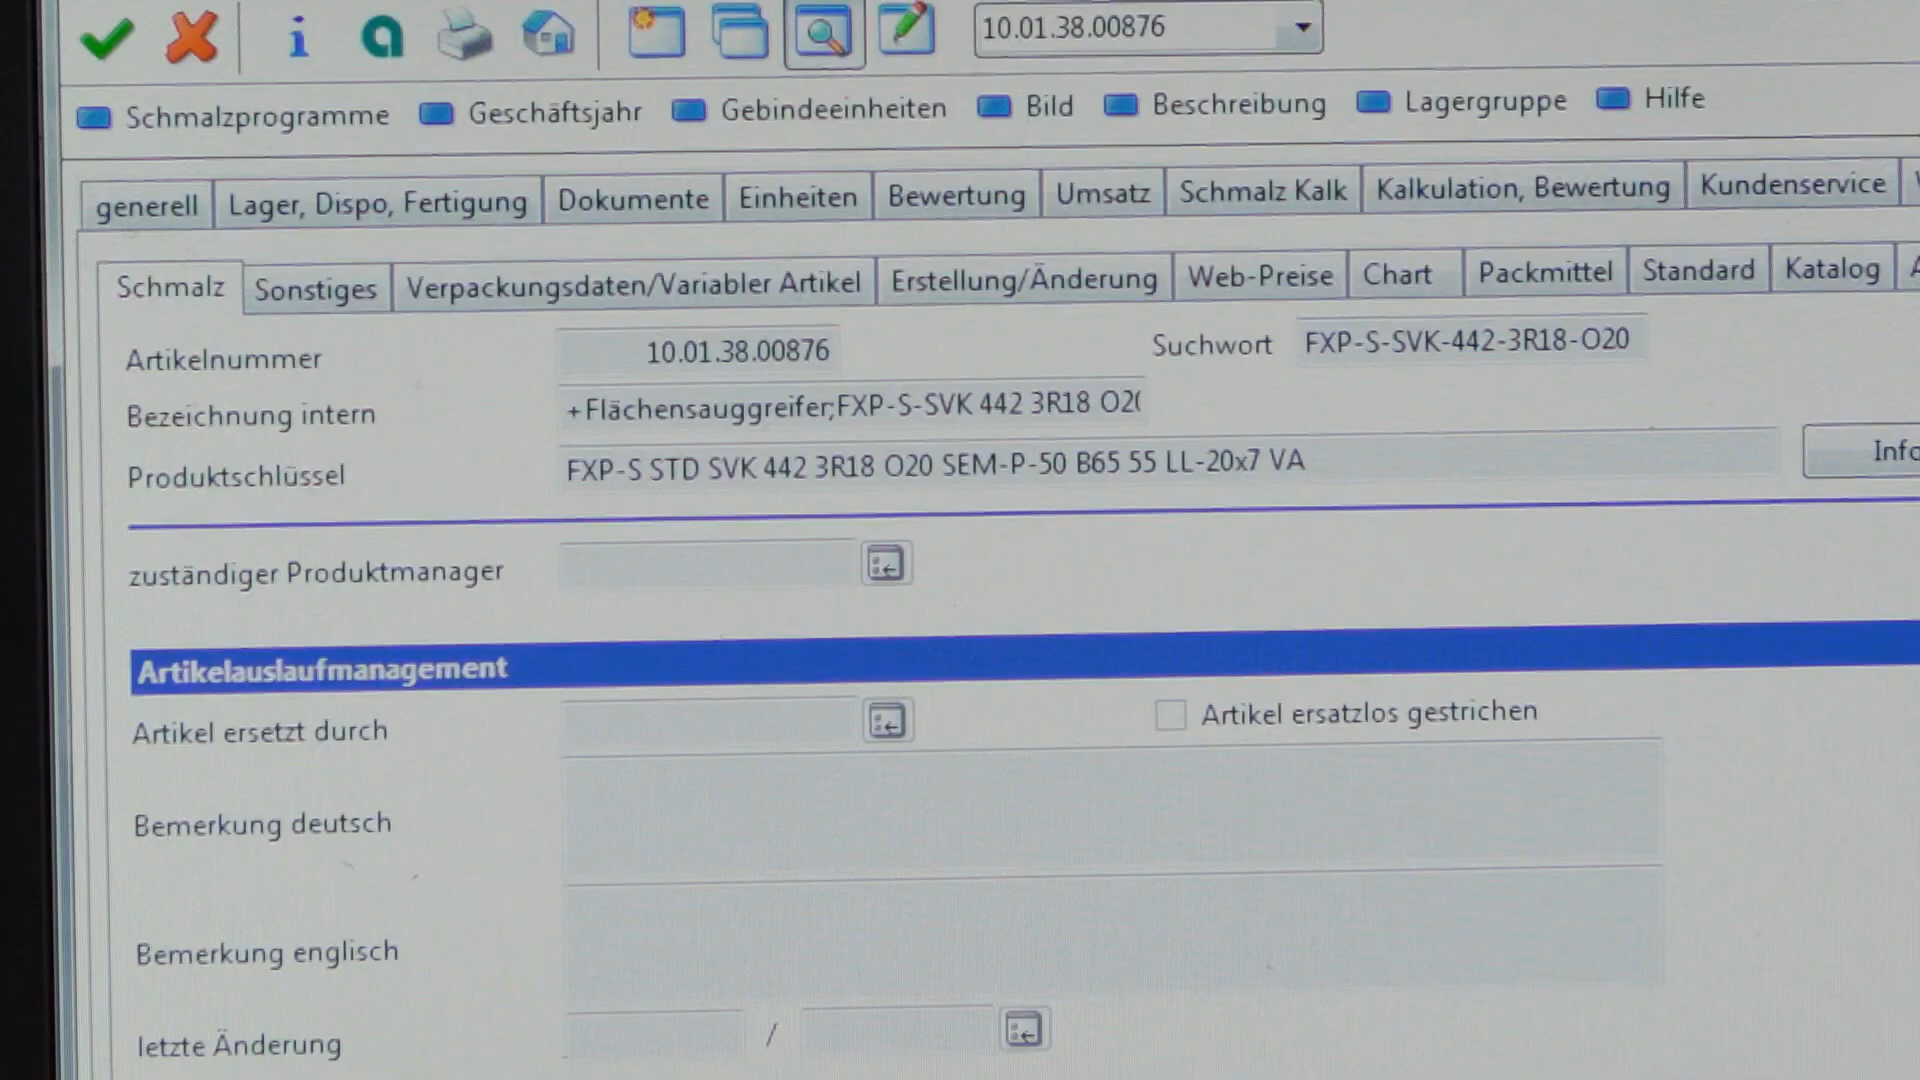 10.01.38.00876
Schmalzprogramme Geschäftsjahr Gebindeeinheiten Bild Beschreibung Lagergruppe Hilfe
generell Lager, Dispo, Fertigung Dokumente Einheiten Bewertung Umsatz Schmalz Kalk Kalkulation, Bewertung Kundenservice
Schmalz Sonstiges Verpackungsdaten/Variabler Artikel Erstellung/Änderung Web-Preise Chart Packmittel Standard Katalog
Artikelnummer 10.01.38.00876 Suchwort FXP-S-SVK-442-3R18-O20
Bezeichnung intern +Flächensauggreifer;FXP-S-SVK 442 3R18 O20
Produktschlüssel FXP-S STD SVK 442 3R18 O20 SEM-P-50 B65 55 LL-20x7 VA Info
zuständiger Produktmanager
Artikelauslaufmanagement
Artikel ersetzt durch Artikel ersatzlos gestrichen
Bemerkung deutsch
Bemerkung englisch
letzte Änderung /